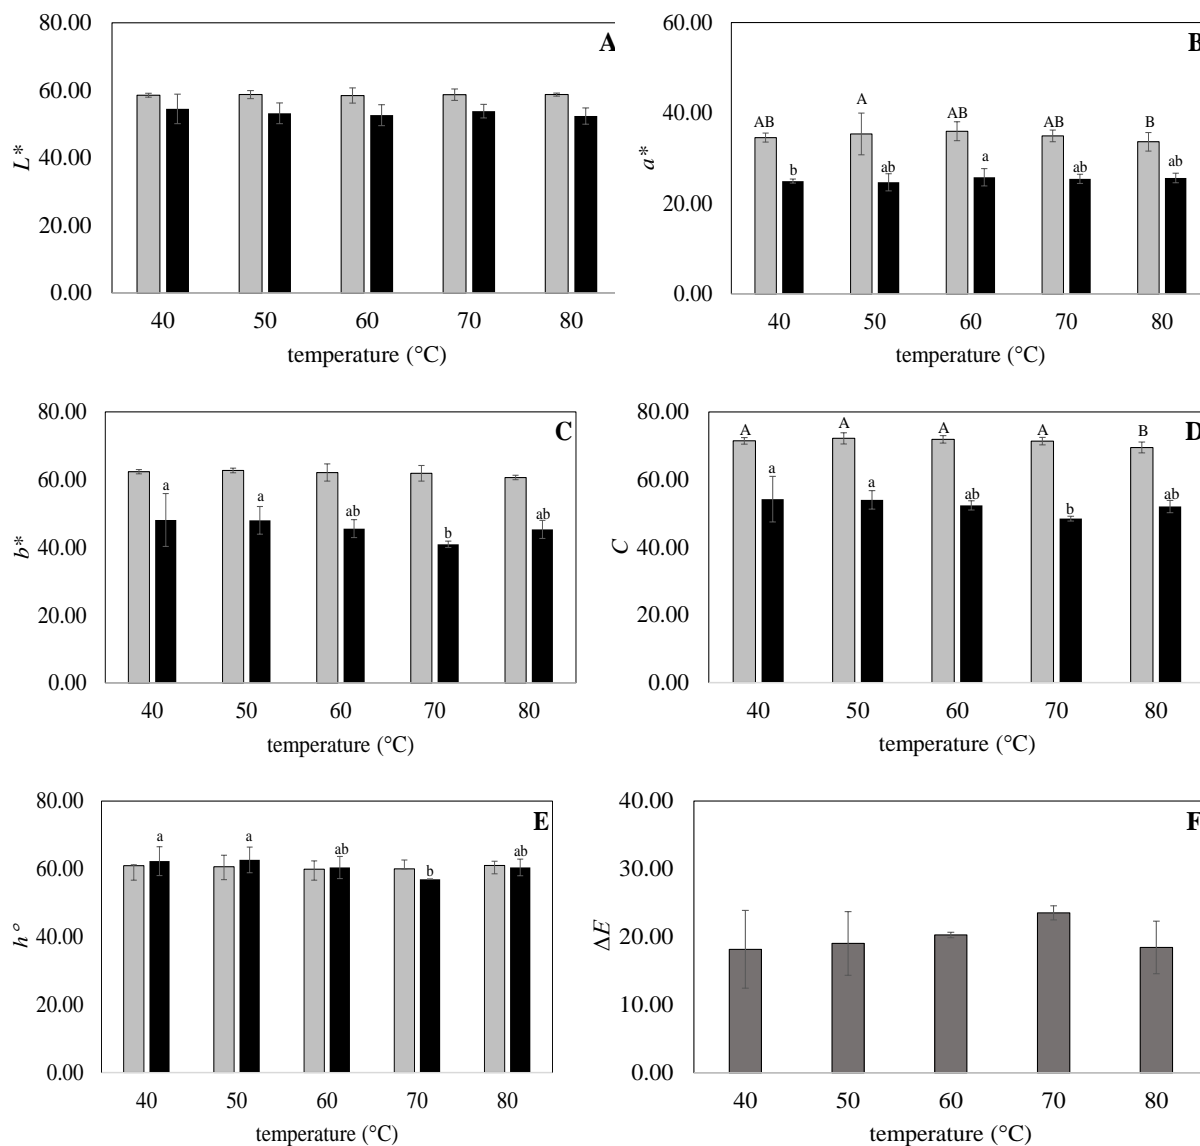 80.00
60.00
40.00
20.00
0.00
L*
A
40 50 60 70 80
temperature (°C)
60.00
40.00
20.00
0.00
a*
B
AB A AB AB B
b ab a ab ab
40 50 60 70 80
temperature (°C)
80.00
60.00
40.00
20.00
0.00
b*
C
a a ab b ab
40 50 60 70 80
temperature (°C)
80.00
60.00
40.00
20.00
0.00
C
D
A A A A B
a a ab b ab
40 50 60 70 80
temperature (°C)
80.00
60.00
40.00
20.00
0.00
h°
E
a a ab b ab
40 50 60 70 80
temperature (°C)
40.00
30.00
20.00
10.00
0.00
ΔE
F
40 50 60 70 80
temperature (°C)